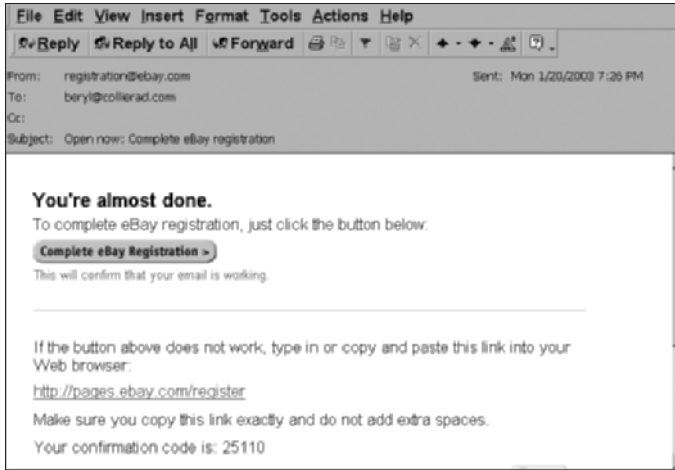 File Edit View Insert Format Tools Actions Help
Reply Reply to All Forward
From: registration@ebay.com Sent: Mon 1/20/2003 7:26 PM
To: beryl@collierad.com
Cc:
Subject: Open now: Complete eBay registration
You're almost done.
To complete eBay registration, just click the button below:
Complete eBay Registration >
This will confirm that your email is working.
If the button above does not work, type in or copy and paste this link into your
Web browser:
http://pages.ebay.com/register
Make sure you copy this link exactly and do not add extra spaces.
Your confirmation code is: 25110